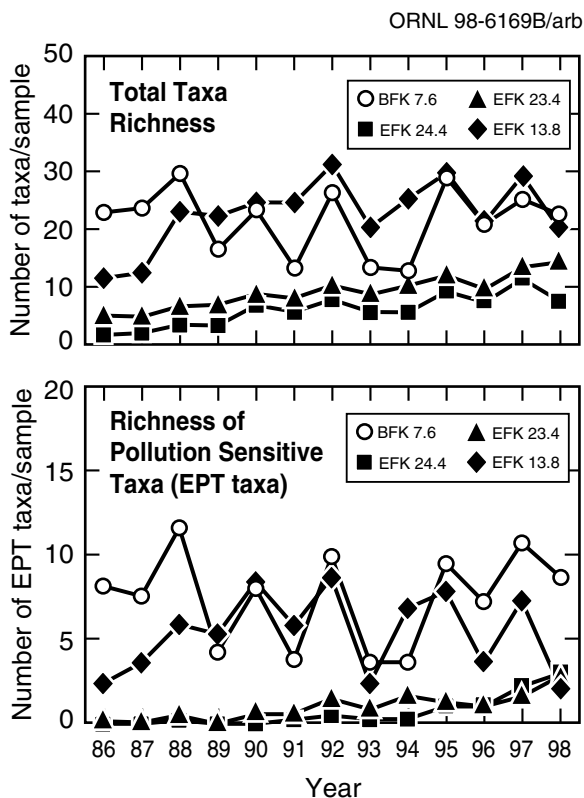 ORNL 98-6169B/arb
Number of taxa/sample
50
40
30
20
10
0
Total Taxa
Richness
BFK 7.6
EFK 23.4
EFK 24.4
EFK 13.8
Number of EPT taxa/sample
20
15
10
5
0
Richness of
Pollution Sensitive
Taxa (EPT taxa)
BFK 7.6
EFK 23.4
EFK 24.4
EFK 13.8
86 87 88 89 90 91 92 93 94 95 96 97 98
Year